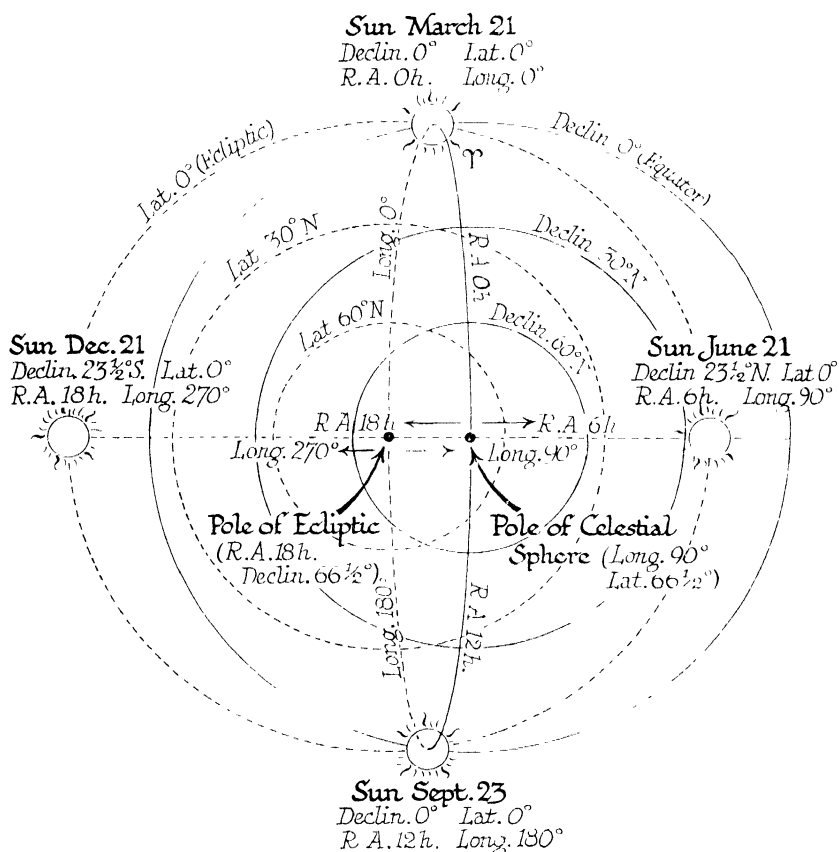 Sun March 21
Declin. 0° Lat. 0°
R.A. 0h. Long. 0°
♈
Lat. 0° (Ecliptic)
Declin 0° (Equator)
Lat 30° N
Long. 0°
R A 0h
Declin 30° N
Lat 60° N
Declin. 60° N
Sun Dec. 21
Declin. 23½° S. Lat. 0°
R.A. 18h. Long. 270°
Sun June 21
Declin 23½° N. Lat 0°
R.A. 6h. Long. 90°
R A 18h
R.A 6h
Long. 270°
Long. 90°
Pole of Ecliptic
(R.A. 18h.
Declin. 66½°)
Pole of Celestial
Sphere (Long. 90°
Lat. 66½°)
Long. 180°
R A 12h.
Sun Sept. 23
Declin. 0° Lat. 0°
R A. 12h. Long. 180°